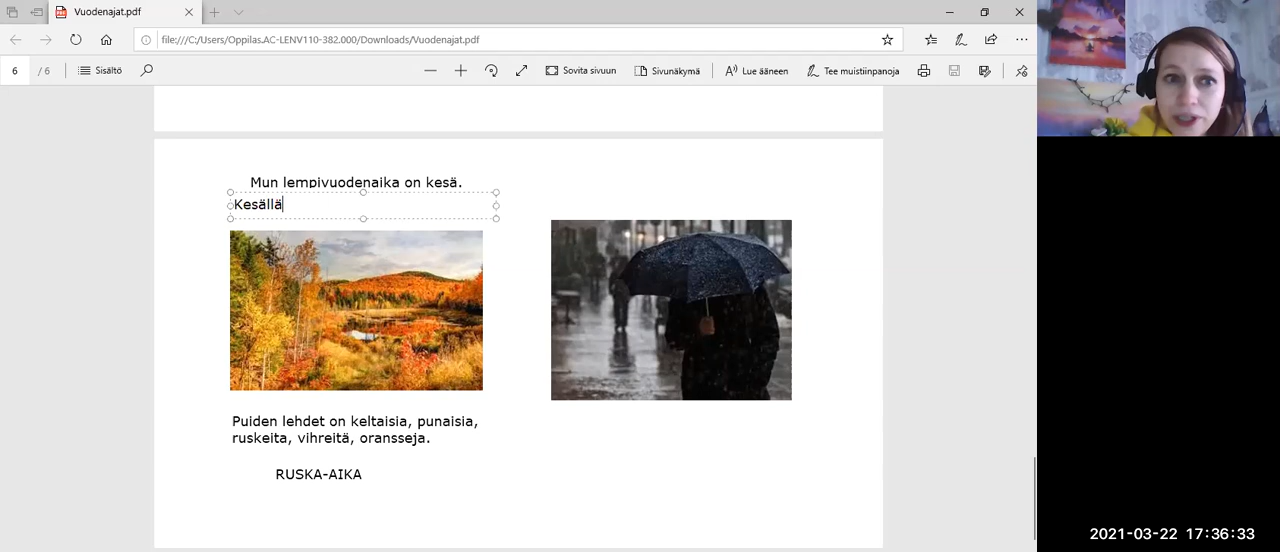 Vuodenajat.pdf
file:///C:/Users/Oppilas.AC-LENV110-382.000/Downloads/Vuodenajat.pdf
6 / 6 Sisältö Sovita sivuun Sivunäkymä Lue ääneen Tee muistiinpanoja
Mun lempivuodenaika on kesä.
Kesällä
Puiden lehdet on keltaisia, punaisia,
ruskeita, vihreitä, oransseja.
RUSKA-AIKA
2021-03-22 17:36:33